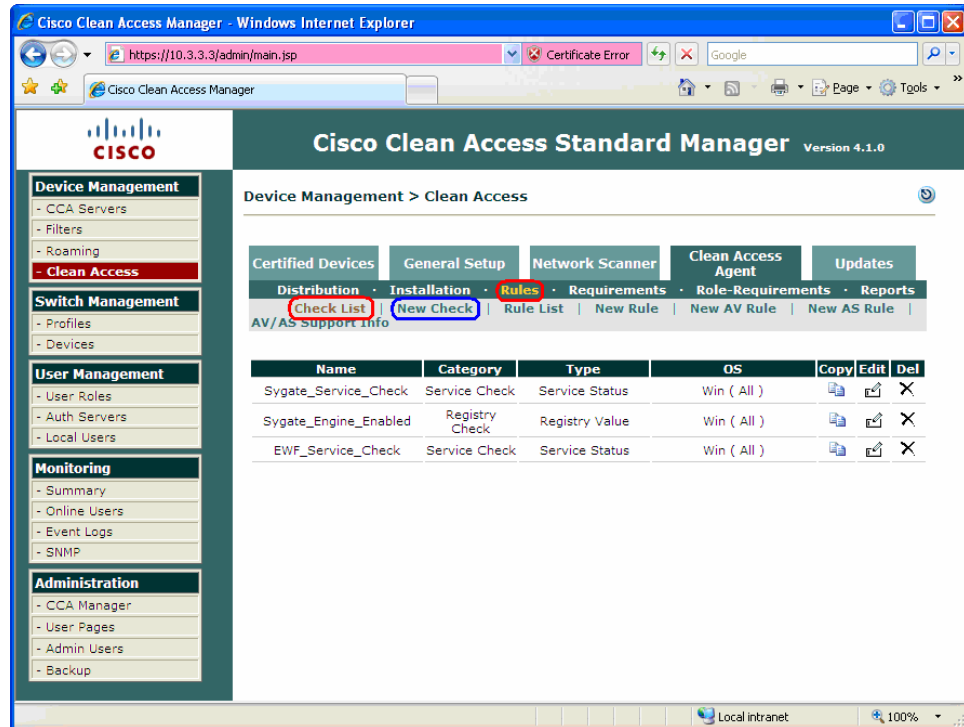 Cisco Clean Access Manager - Windows Internet Explorer
https://10.3.3.3/admin/main.jsp
Certificate Error
Google
Cisco Clean Access Manager
Page
Tools
»
CISCO
Cisco Clean Access Standard Manager Version 4.1.0
Device Management
- CCA Servers
- Filters
- Roaming
- Clean Access
Switch Management
- Profiles
- Devices
User Management
- User Roles
- Auth Servers
- Local Users
Monitoring
- Summary
- Online Users
- Event Logs
- SNMP
Administration
- CCA Manager
- User Pages
- Admin Users
- Backup
Device Management > Clean Access
Certified Devices General Setup Network Scanner Clean Access Agent Updates
Distribution · Installation · Rules · Requirements · Role-Requirements · Reports
Check List | New Check | Rule List | New Rule | New AV Rule | New AS Rule |
AV/AS Support Info
Name Category Type OS Copy Edit Del
Sygate_Service_Check Service Check Service Status Win ( All )
Sygate_Engine_Enabled Registry Check Registry Value Win ( All )
EWF_Service_Check Service Check Service Status Win ( All )
Local intranet
100%